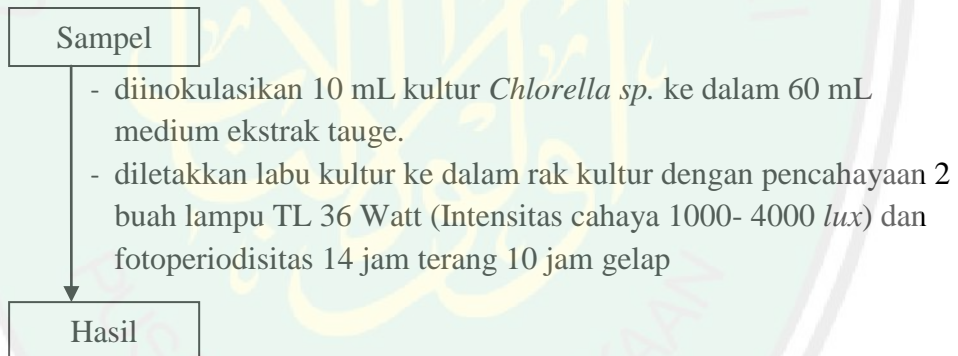 Sampel
- diinokulasikan 10 mL kultur Chlorella sp. ke dalam 60 mL
medium ekstrak tauge.
- diletakkan labu kultur ke dalam rak kultur dengan pencahayaan 2
buah lampu TL 36 Watt (Intensitas cahaya 1000- 4000 lux) dan
fotoperiodisitas 14 jam terang 10 jam gelap
Hasil